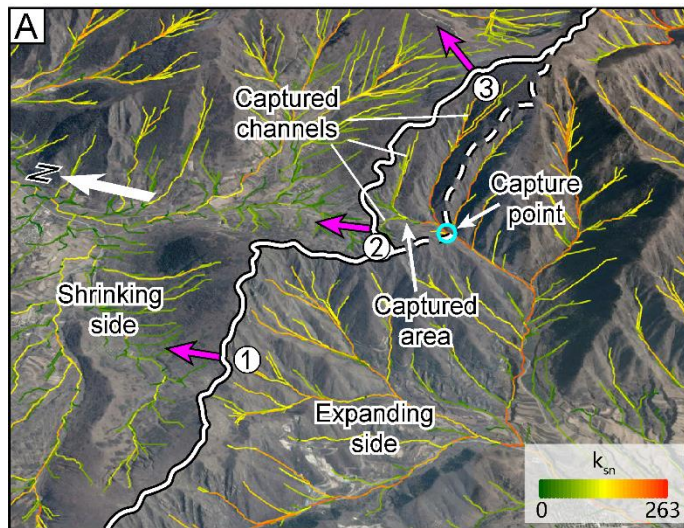 A
3
Captured
channels
N
Capture
point
2
Captured
area
Shrinking
side
1
Expanding
side
ksn
0
263